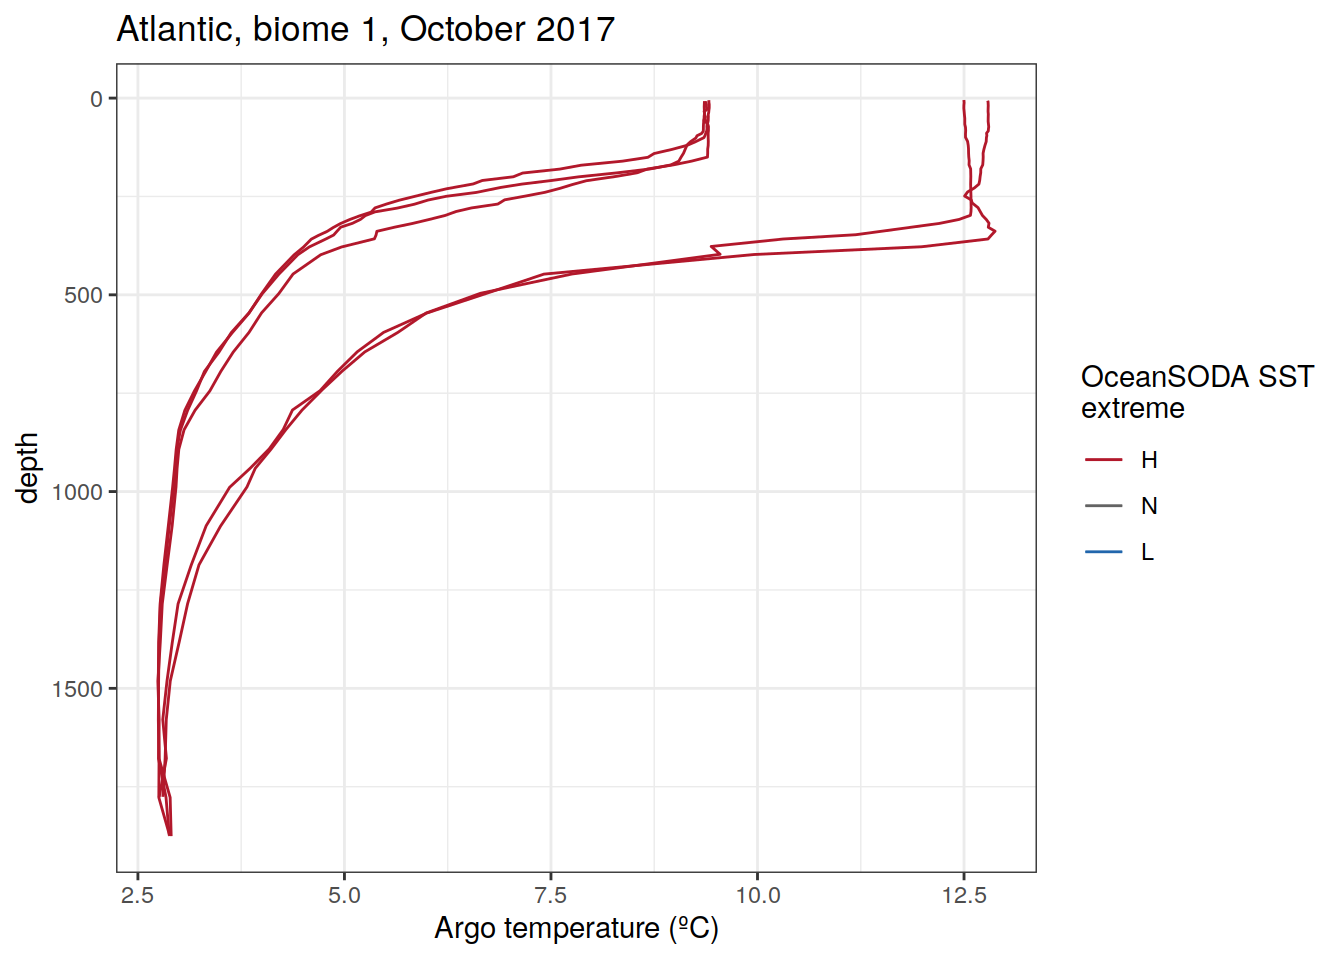 Atlantic, biome 1, October 2017
0
500
1000
1500
depth
2.5
5.0
7.5
10.0
12.5
Argo temperature (ºC)
OceanSODA SST
extreme
H
N
L